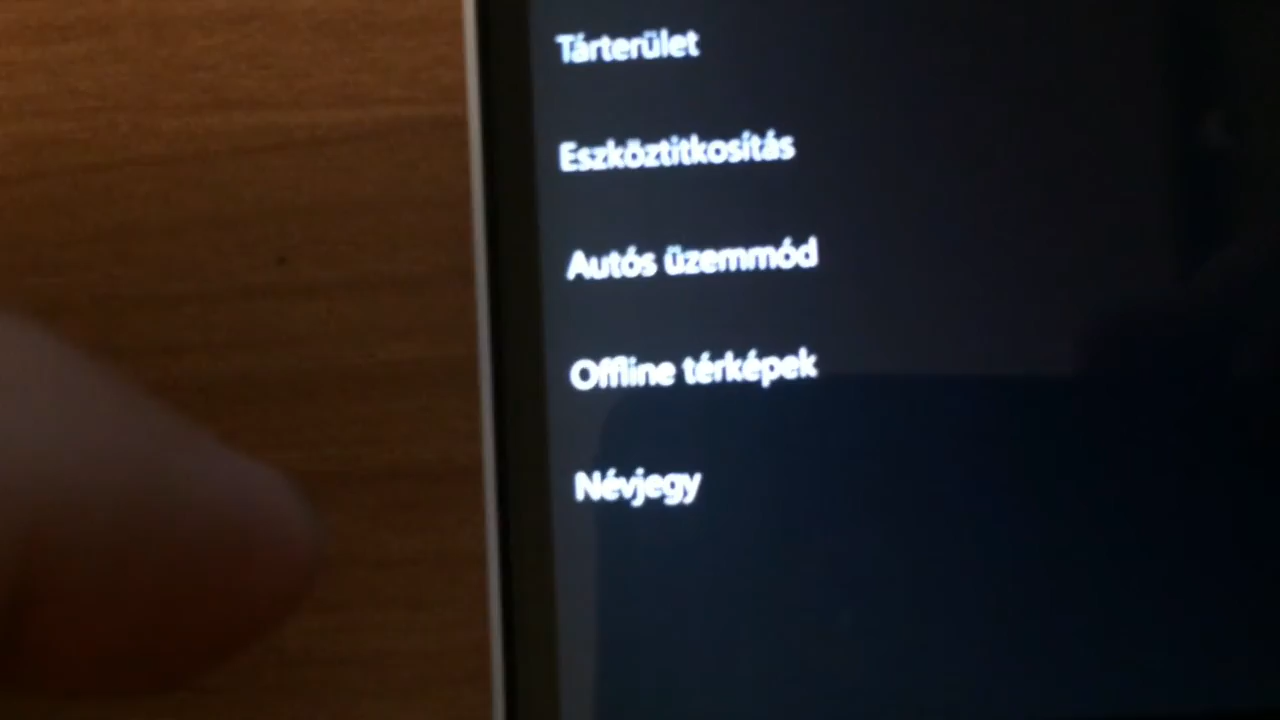 Tárterület
Eszköztitkosítás
Autós üzemmód
Offline térképek
Névjegy